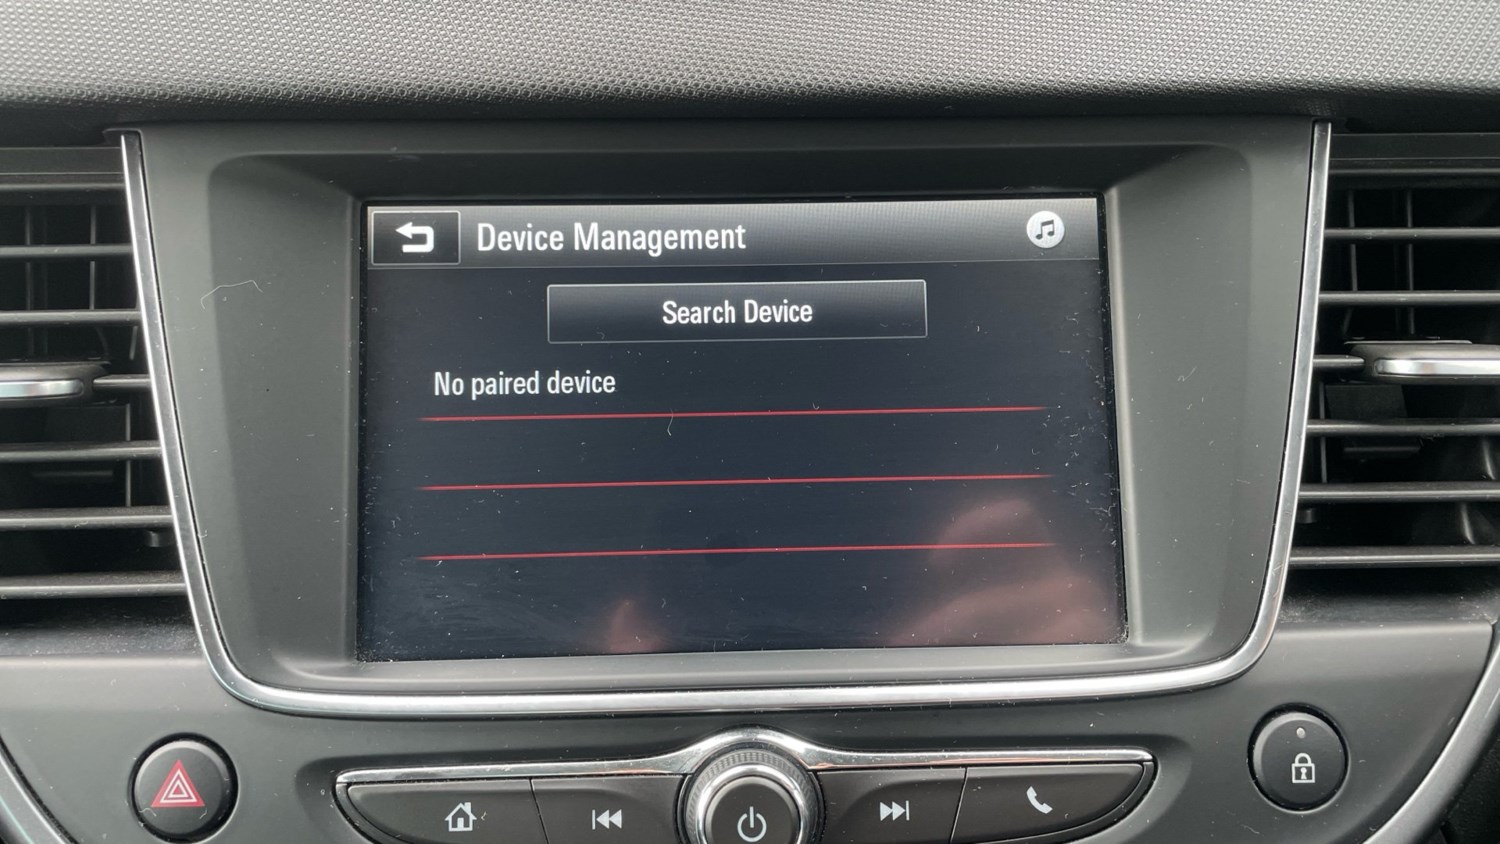 Device Management
Search Device
No paired device